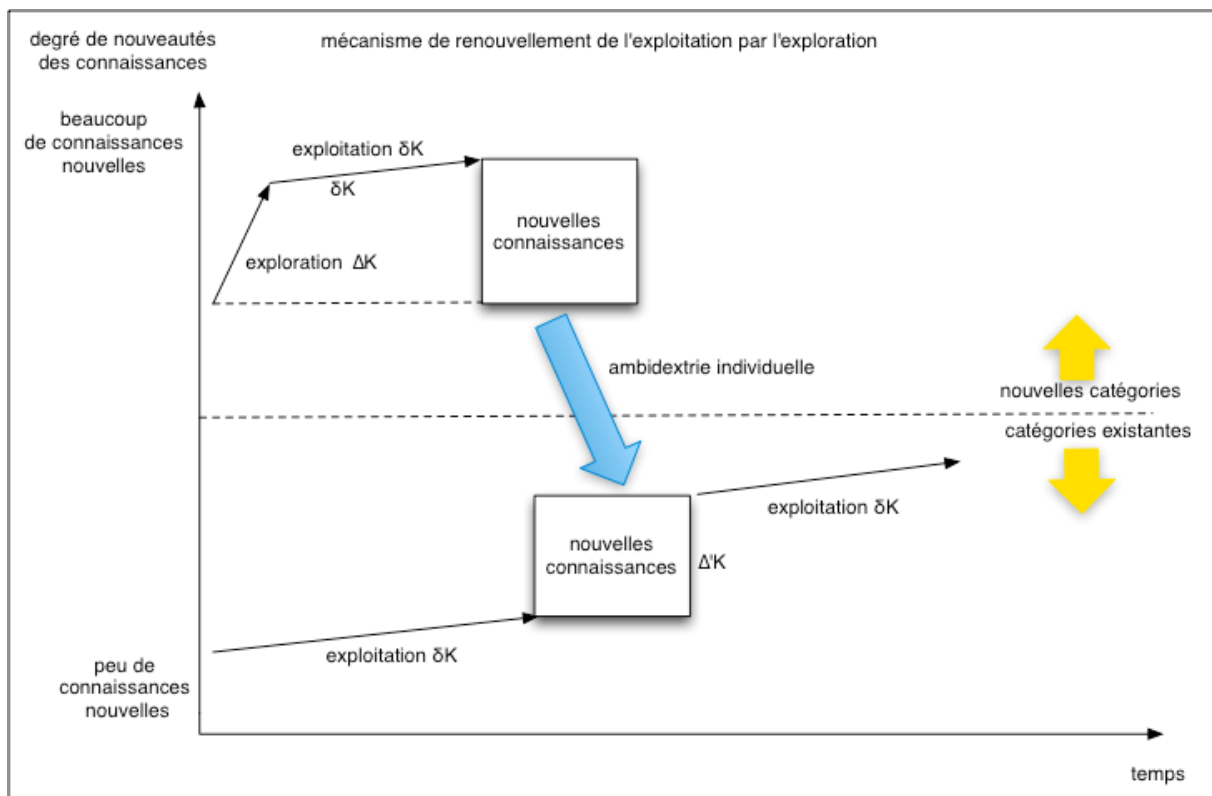 degré de nouveautés
des connaissances
mécanisme de renouvellement de l'exploitation par l'exploration
beaucoup
de connaissances
nouvelles
exploitation δK
δK
nouvelles
connaissances
exploration ΔK
ambidextrie individuelle
nouvelles catégories
catégories existantes
exploitation δK
nouvelles
connaissances
Δ'K
exploitation δK
peu de
connaissances
nouvelles
temps